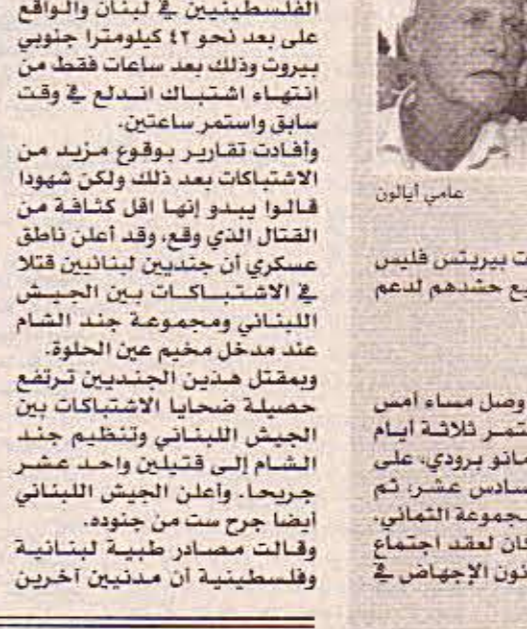 الفلسطينيين في لبنان والواقع
على بعد نحو ٤٢ كيلومترا جنوبي
بيروت وذلك بعد ساعات فقط من
انتهاء اشتباك اندلع في وقت
سابق واستمر ساعتين.
وأفادت تقارير بوقوع مزيد من
الاشتباكات بعد ذلك ولكن شهودا
قالوا يبدو إنها اقل كثافة من
القتال الذي وقع، وقد أعلن ناطق
عسكري أن جنديين لبنانيين قتلا
في الاشتباكات بين الجيش
اللبناني ومجموعة جند الشام
عند مدخل مخيم عين الحلوة.
وبمقتل هذين الجنديين ترتفع
حصيلة ضحايا الاشتباكات بين
الجيش اللبناني وتنظيم جند
الشام إلى قتيلين واحد عشر
جريحا. وأعلن الجيش اللبناني
أيضا جرح ست من جنوده.
وقالت مصادر طبية لبنانية
وفلسطينية أن مدنيين آخرين
عامي أيالون
ت بيريتس فليس
يع حشدهم لدعم
وصل مساء أمس
تمر ثلاثة أيام
مانو برودي، على
سادس عشر، ثم
جموعة الثماني.
كان لعقد اجتماع
نون الإجهاض في